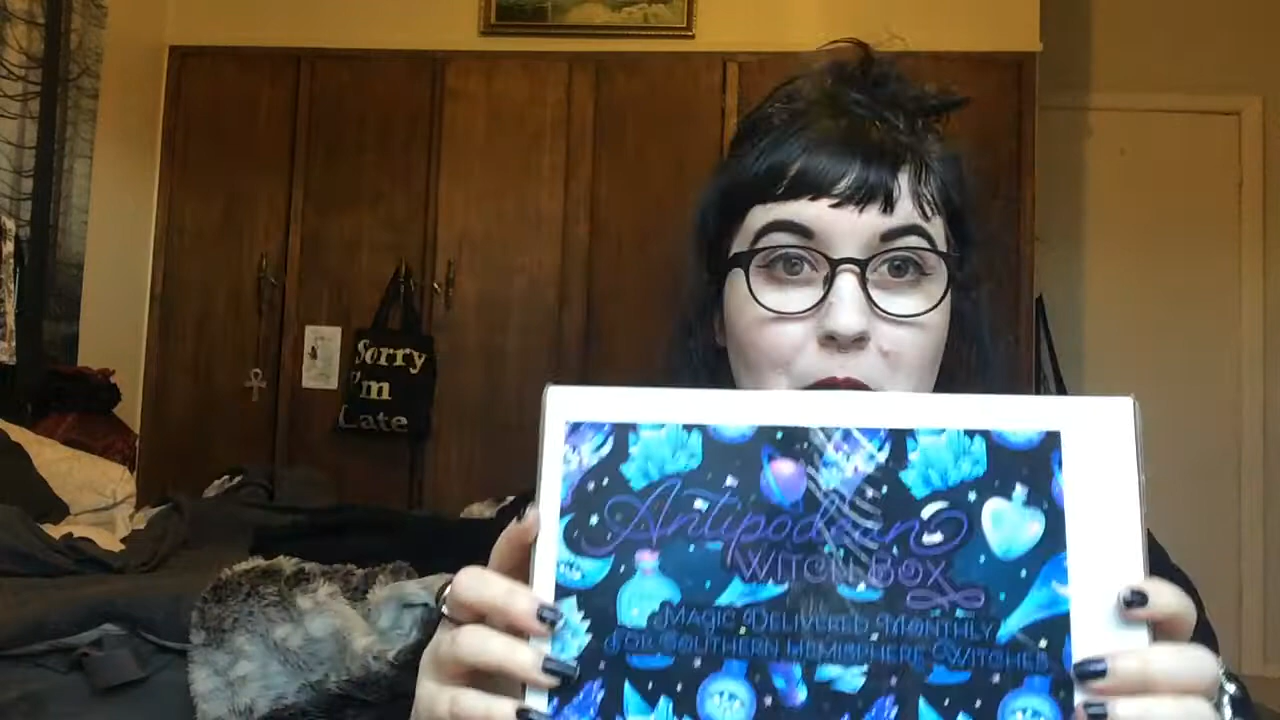 Sorry
I'm
Late
Antipodean
WITCH BOX
MAGIC DELIVERED MONTHLY
FOR SOUTHERN HEMISPHERE WITCHES